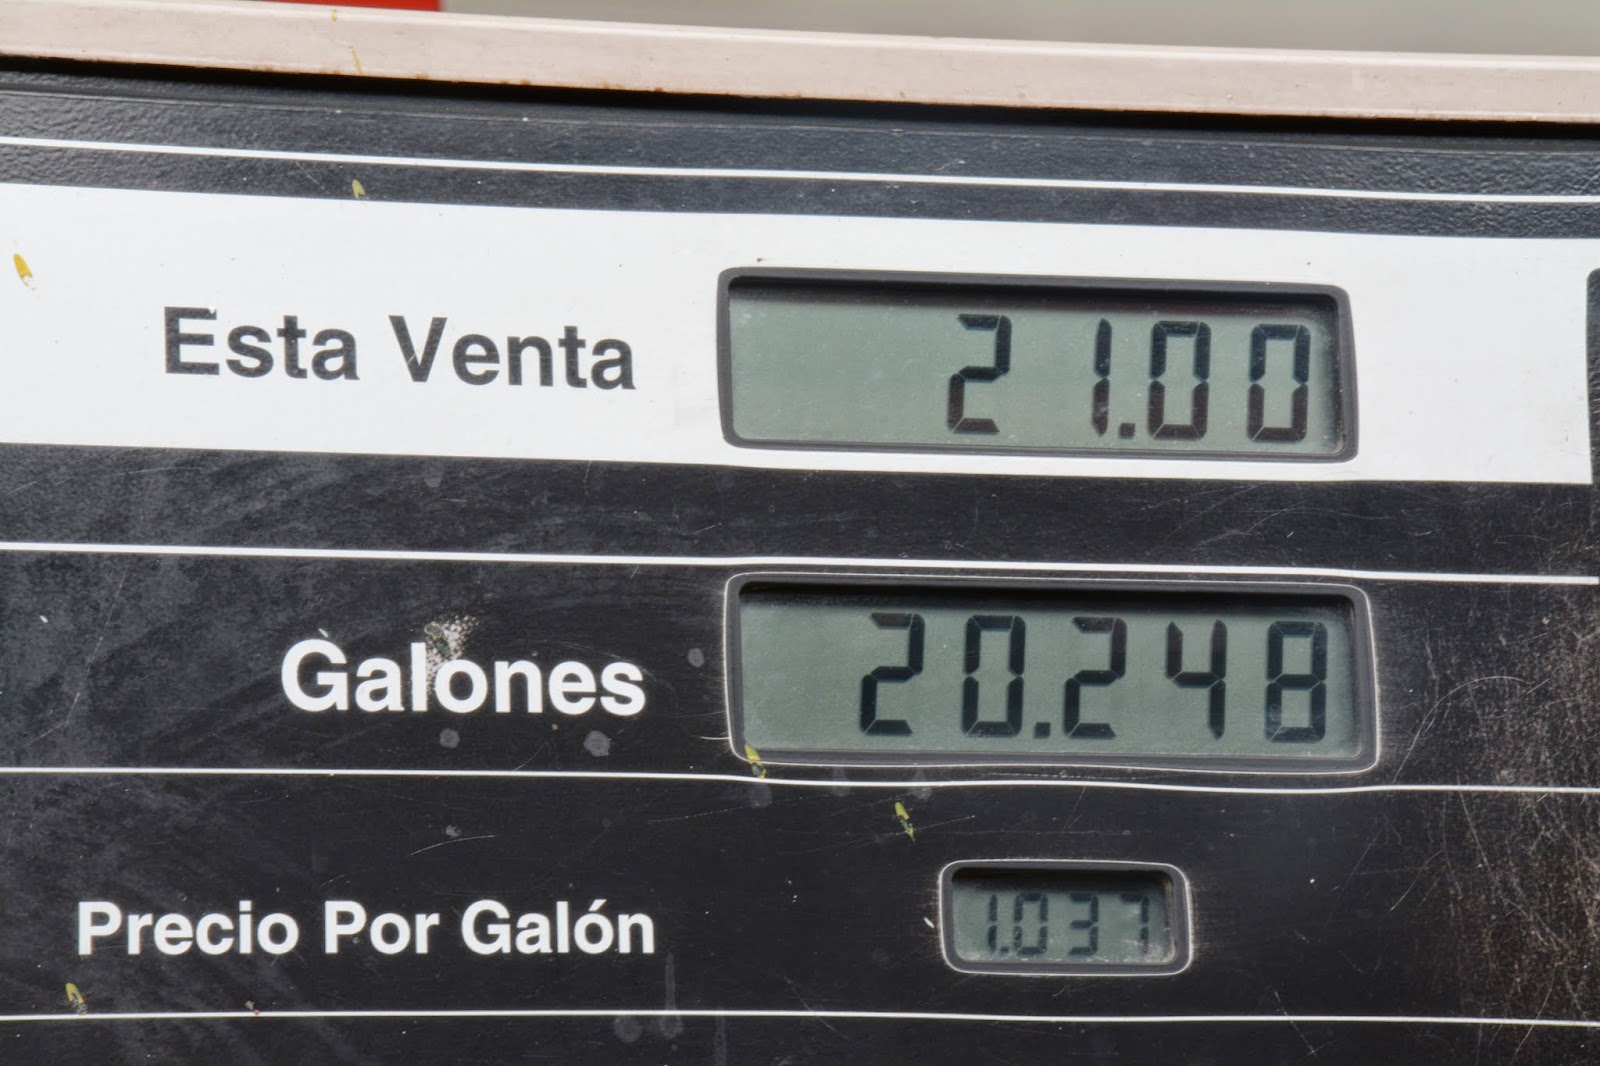 Esta Venta 21.00
Galones 20.248
Precio Por Galón 1.037